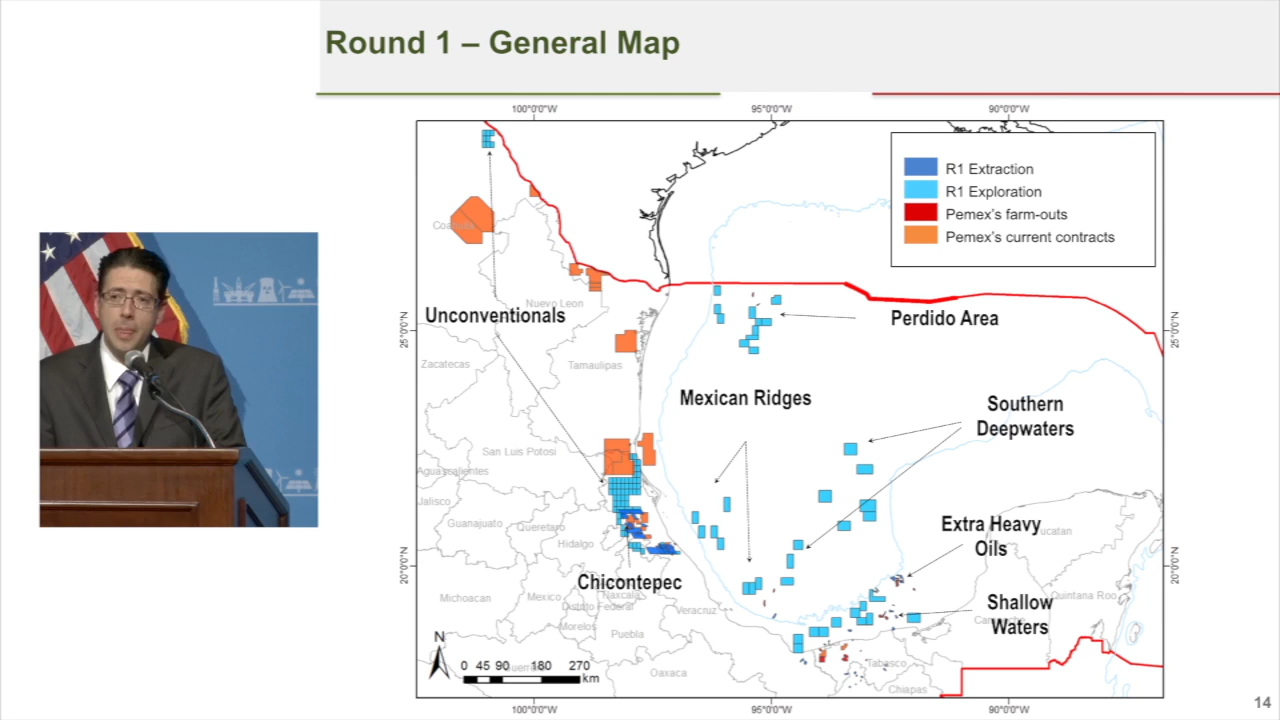 Round 1 – General Map
100°0'0"W
95°0'0"W
90°0'0"W
R1 Extraction
R1 Exploration
Pemex's farm-outs
Pemex's current contracts
Coahuila
Nuevo Leon
Unconventionals
Perdido Area
25°0'0"N
25°0'0"N
Zacatecas
Tamaulipas
Mexican Ridges
Southern
Deepwaters
San Luis Potosi
Aguascalientes
Jalisco
Guanajuato
Queretaro
Hidalgo
Extra Heavy
Oils
Yucatan
20°0'0"N
20°0'0"N
Chicontepec
Michoacan
Mexico
Tlaxcala
Distrito Federal
Morelos
Puebla
Veracruz
Quintana Roo
Shallow
Waters
Campeche
N
0 45 90 180 270
km
Guerrero
Oaxaca
Tabasco
Chiapas
100°0'0"W
95°0'0"W
90°0'0"W
14